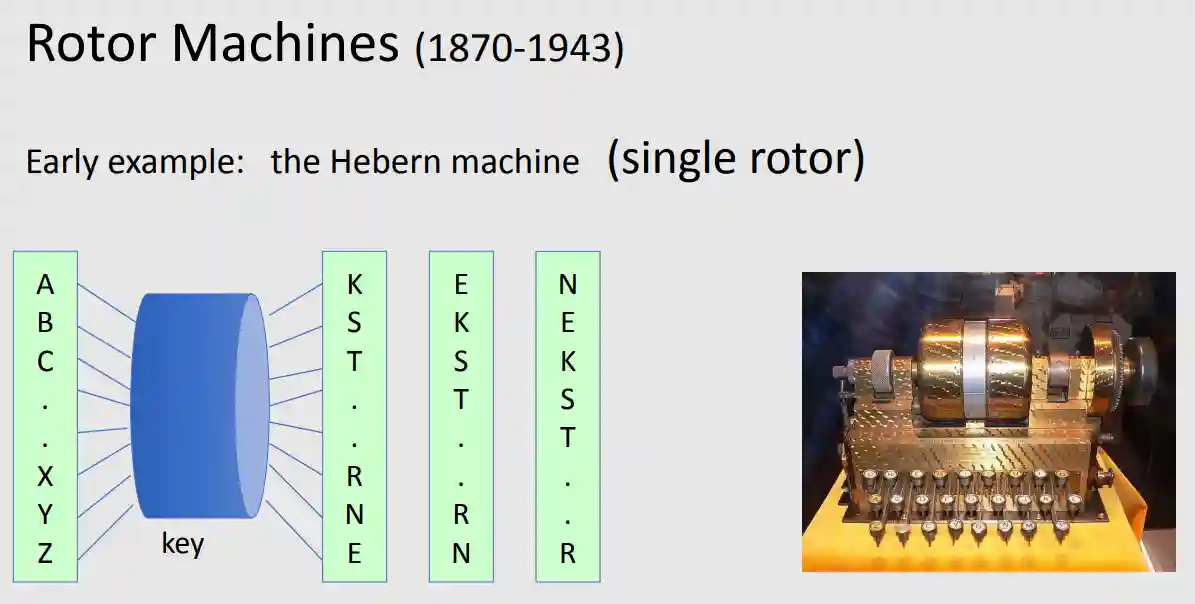 Rotor Machines (1870-1943)
Early example: the Hebern machine (single rotor)
A K E N
B S K E
C T S K
. . T S
. . . T
X R . .
Y N R .
Z E N R
key